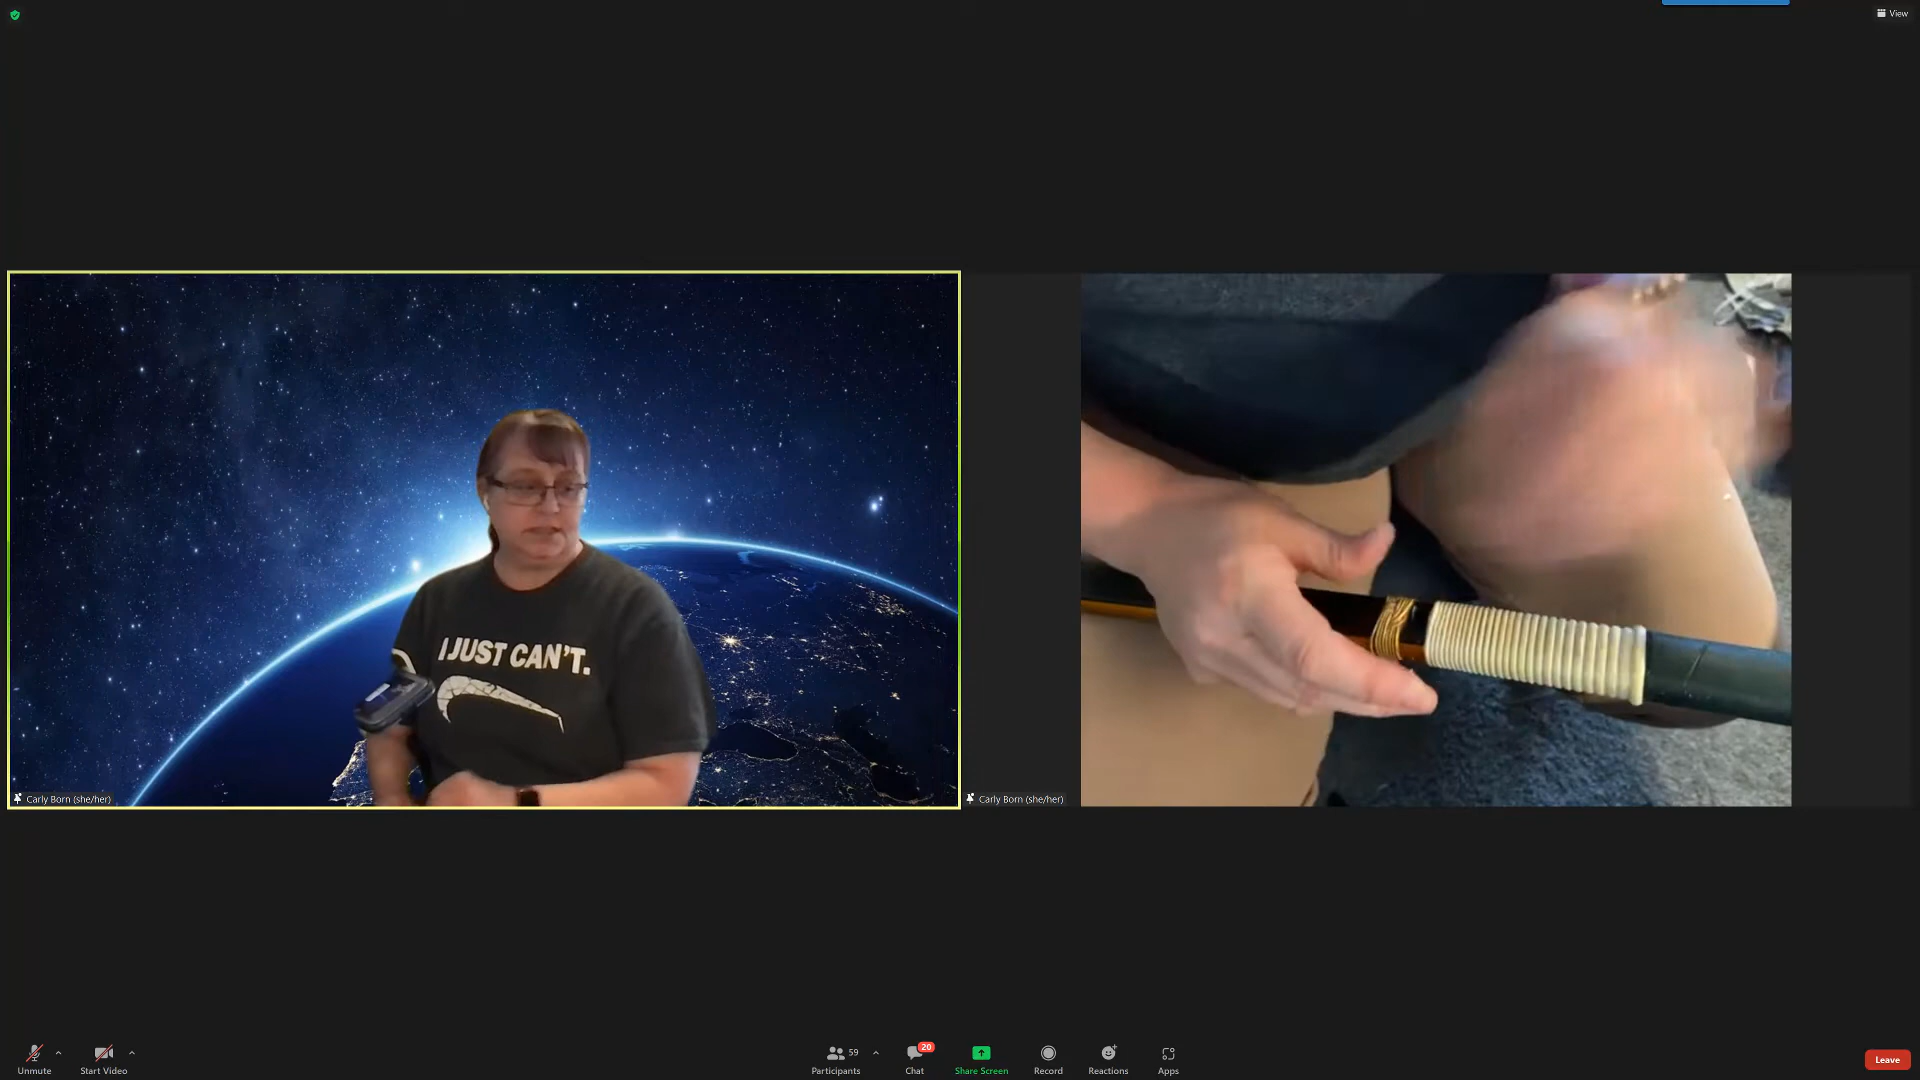 View
I JUST CAN'T.
Carly Born (she/her)
Carly Born (she/her)
Unmute
Start Video
59
Participants
20
Chat
Share Screen
Record
Reactions
Apps
Leave